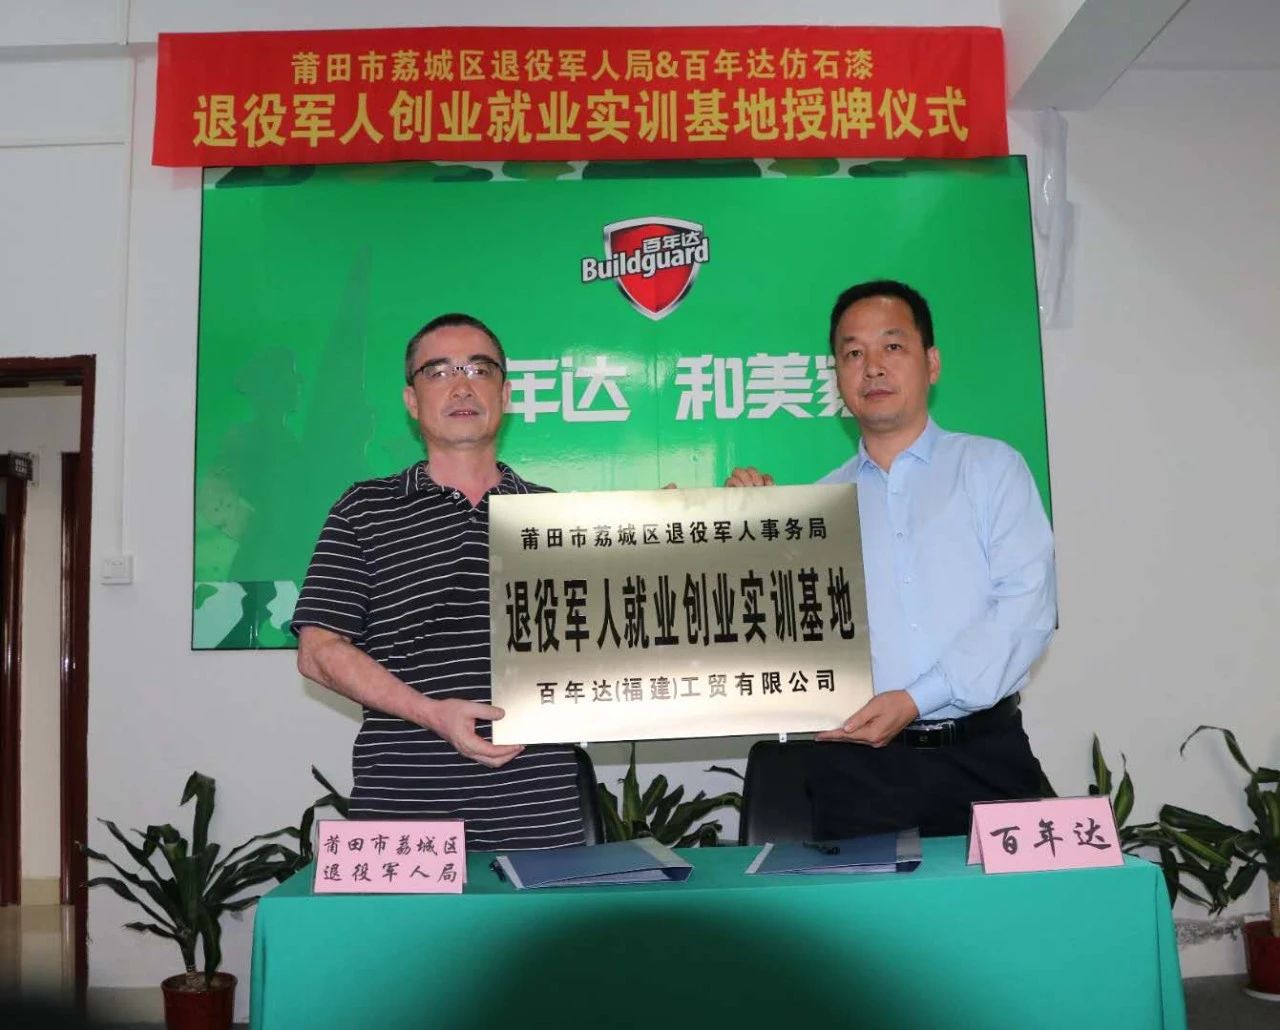 莆田市荔城区退役军人局&百年达仿石漆
退役军人创业就业实训基地授牌仪式
百年达
Buildguard
年达 和美
莆田市荔城区退役军人事务局
退役军人就业创业实训基地
百年达(福建)工贸有限公司
莆田市荔城区
退役军人局
百年达